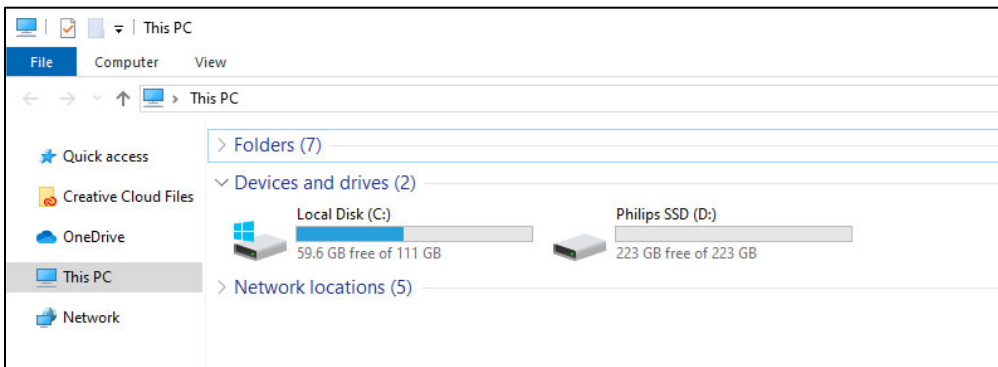 This PC
File Computer View
This PC
Quick access
Creative Cloud Files
OneDrive
This PC
Network
Folders (7)
Devices and drives (2)
Local Disk (C:)
59.6 GB free of 111 GB
Philips SSD (D:)
223 GB free of 223 GB
Network locations (5)